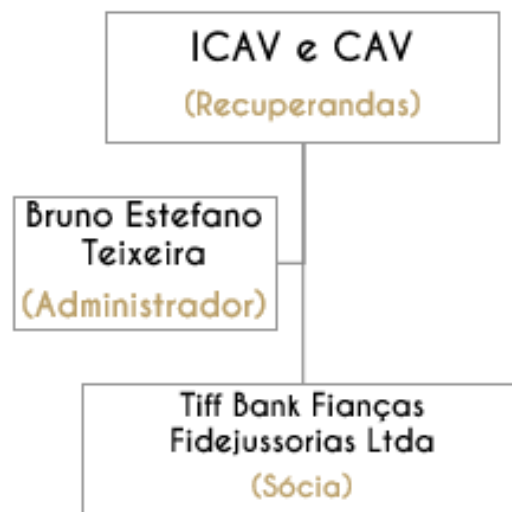 ICAV e CAV
(Recuperandas)
Bruno Estefano
Teixeira
(Administrador)
Tiff Bank Fianças
Fidejussorias Ltda
(Sócia)